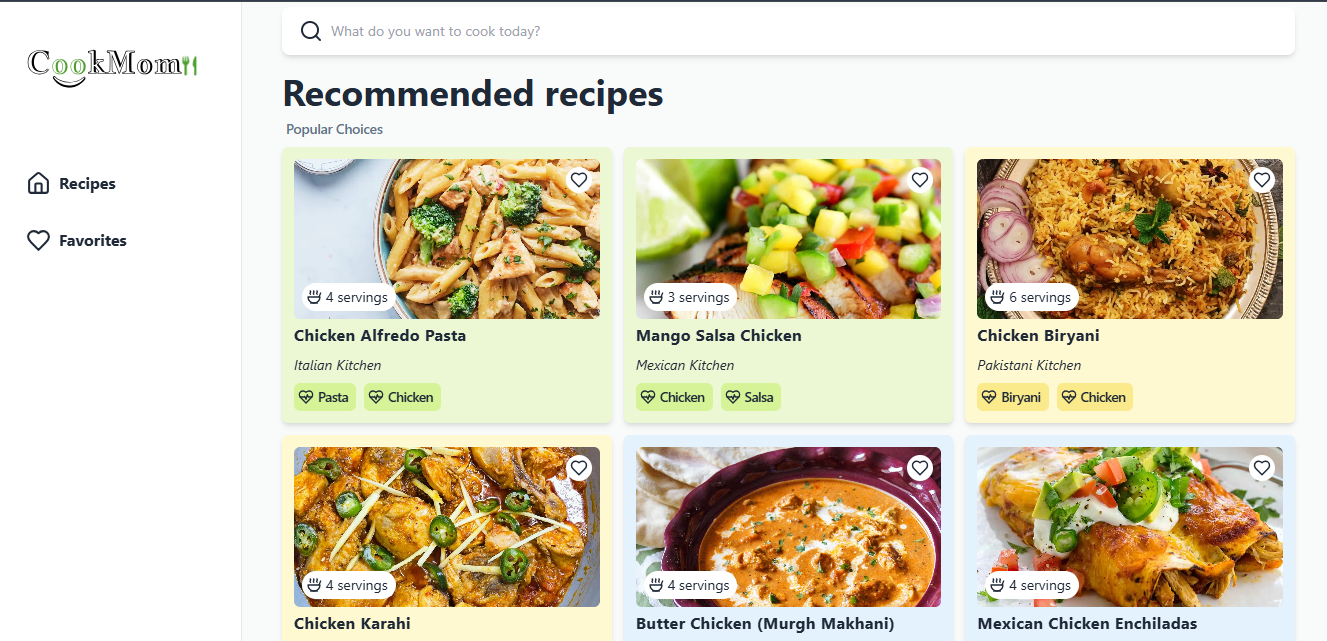 CookMom
What do you want to cook today?
Recommended recipes
Popular Choices
Recipes
Favorites
4 servings
Chicken Alfredo Pasta
Italian Kitchen
Pasta
Chicken
3 servings
Mango Salsa Chicken
Mexican Kitchen
Chicken
Salsa
6 servings
Chicken Biryani
Pakistani Kitchen
Biryani
Chicken
4 servings
Chicken Karahi
4 servings
Butter Chicken (Murgh Makhani)
4 servings
Mexican Chicken Enchiladas